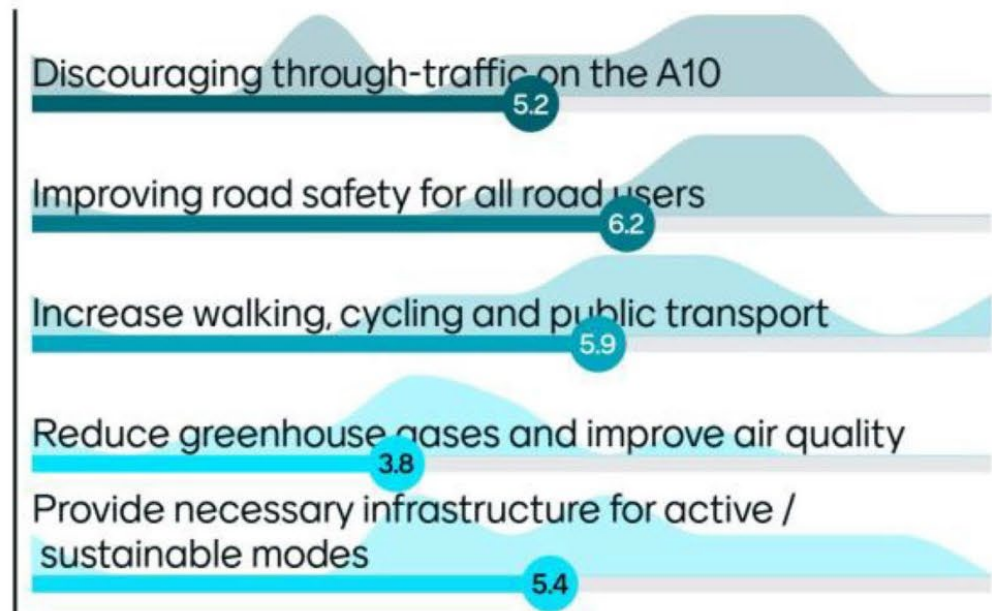 Discouraging through-traffic on the A10
5.2
Improving road safety for all road users
6.2
Increase walking, cycling and public transport
5.9
Reduce greenhouse gases and improve air quality
3.8
Provide necessary infrastructure for active /
sustainable modes
5.4